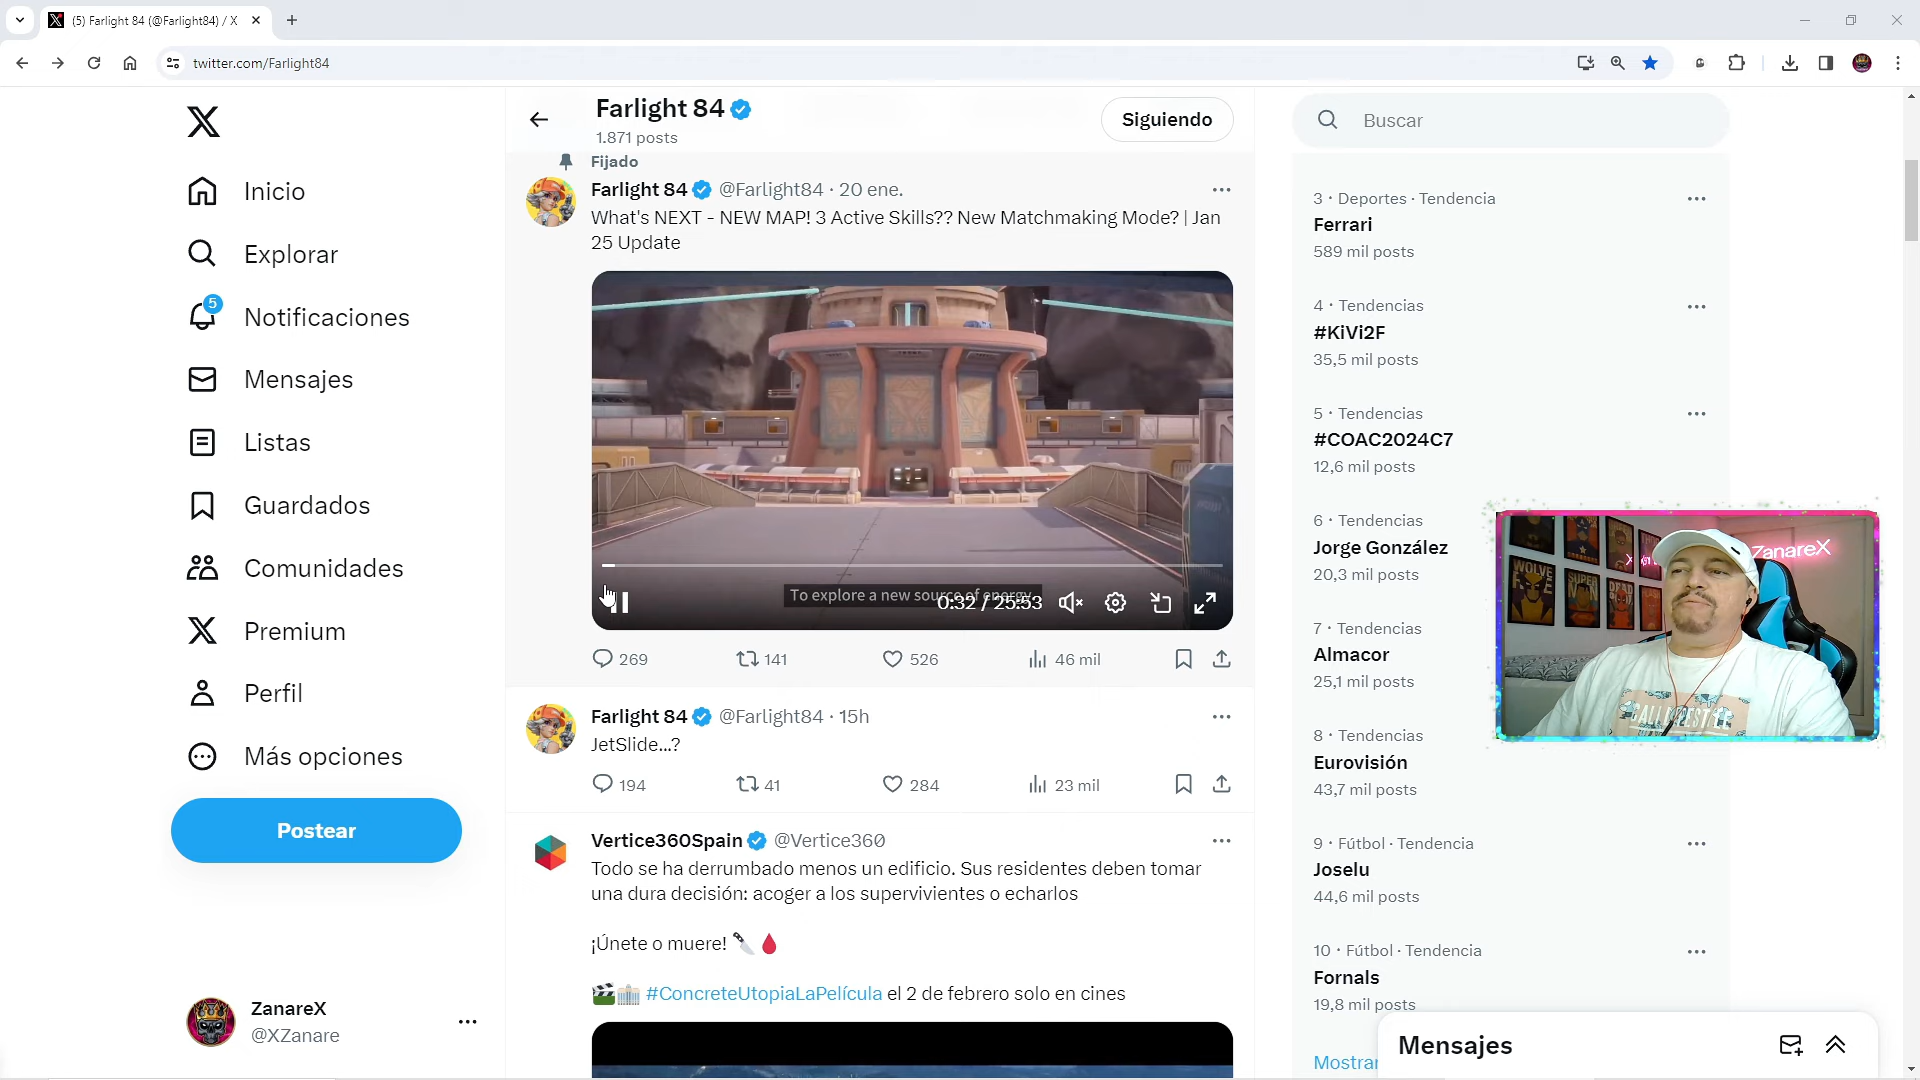 (5) Farlight 84 (@Farlight84) / X
twitter.com/Farlight84
Farlight 84
1.871 posts
Siguiendo
Buscar
Inicio
Explorar
5
Notificaciones
Mensajes
Listas
Guardados
Comunidades
Premium
Perfil
Más opciones
Postear
ZanareX
@XZanare
Fijado
Farlight 84 @Farlight84 · 20 ene.
What's NEXT - NEW MAP! 3 Active Skills?? New Matchmaking Mode? | Jan
25 Update
To explore a new source of energy
0:32 / 25:53
269 141 526 46 mil
Farlight 84 @Farlight84 · 15h
JetSlide...?
194 41 284 23 mil
Vertice360Spain @Vertice360
Todo se ha derrumbado menos un edificio. Sus residentes deben tomar
una dura decisión: acoger a los supervivientes o echarlos
¡Únete o muere!
#ConcreteUtopiaLaPelícula el 2 de febrero solo en cines
3 · Deportes · Tendencia
Ferrari
589 mil posts
4 · Tendencias
#KiVi2F
35,5 mil posts
5 · Tendencias
#COAC2024C7
12,6 mil posts
6 · Tendencias
Jorge González
20,3 mil posts
7 · Tendencias
Almacor
25,1 mil posts
8 · Tendencias
Eurovisión
43,7 mil posts
9 · Fútbol · Tendencia
Joselu
44,6 mil posts
10 · Fútbol · Tendencia
Fornals
19,8 mil posts
Mostrar
ZanareX
WOLVE
SUPER
MAN
DEAD
Mensajes